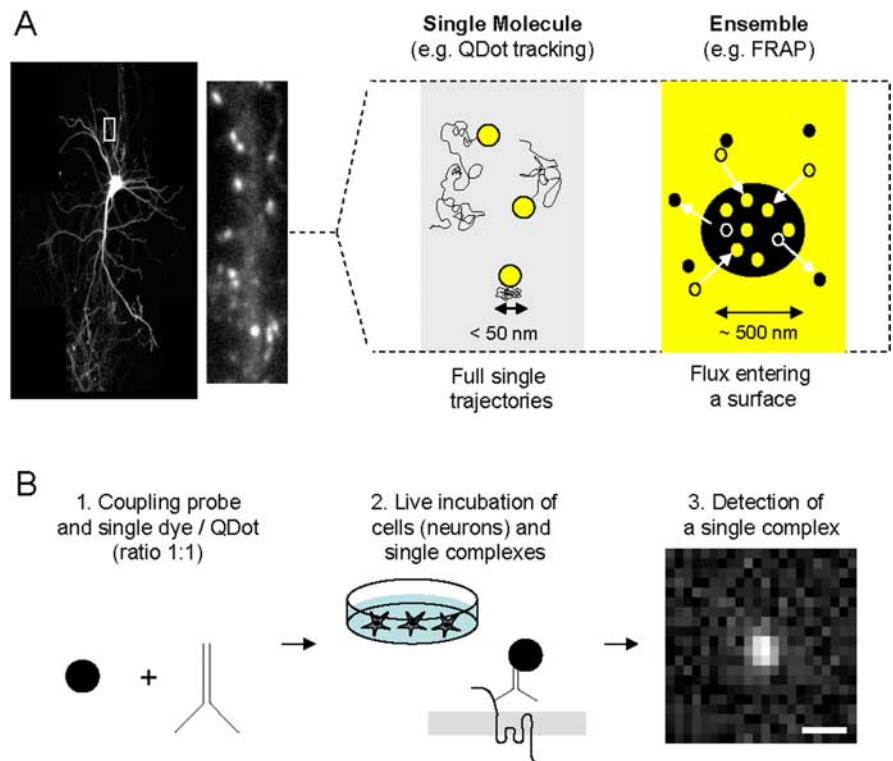 A
Single Molecule
(e.g. QDot tracking)
Ensemble
(e.g. FRAP)
< 50 nm
~ 500 nm
Full single
trajectories
Flux entering
a surface
B
1. Coupling probe
and single dye / QDot
(ratio 1:1)
2. Live incubation of
cells (neurons) and
single complexes
3. Detection of
a single complex
+